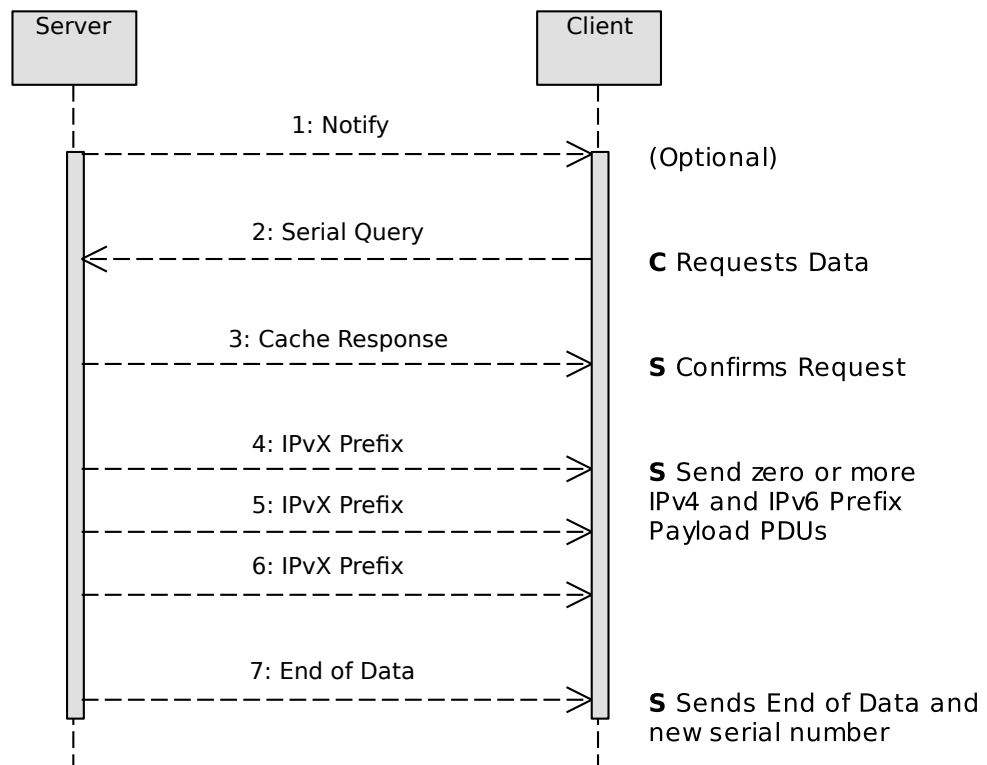 Server
Client
1: Notify
(Optional)
2: Serial Query
C Requests Data
3: Cache Response
S Confirms Request
4: IPvX Prefix
S Send zero or more
IPv4 and IPv6 Prefix
Payload PDUs
5: IPvX Prefix
6: IPvX Prefix
7: End of Data
S Sends End of Data and
new serial number